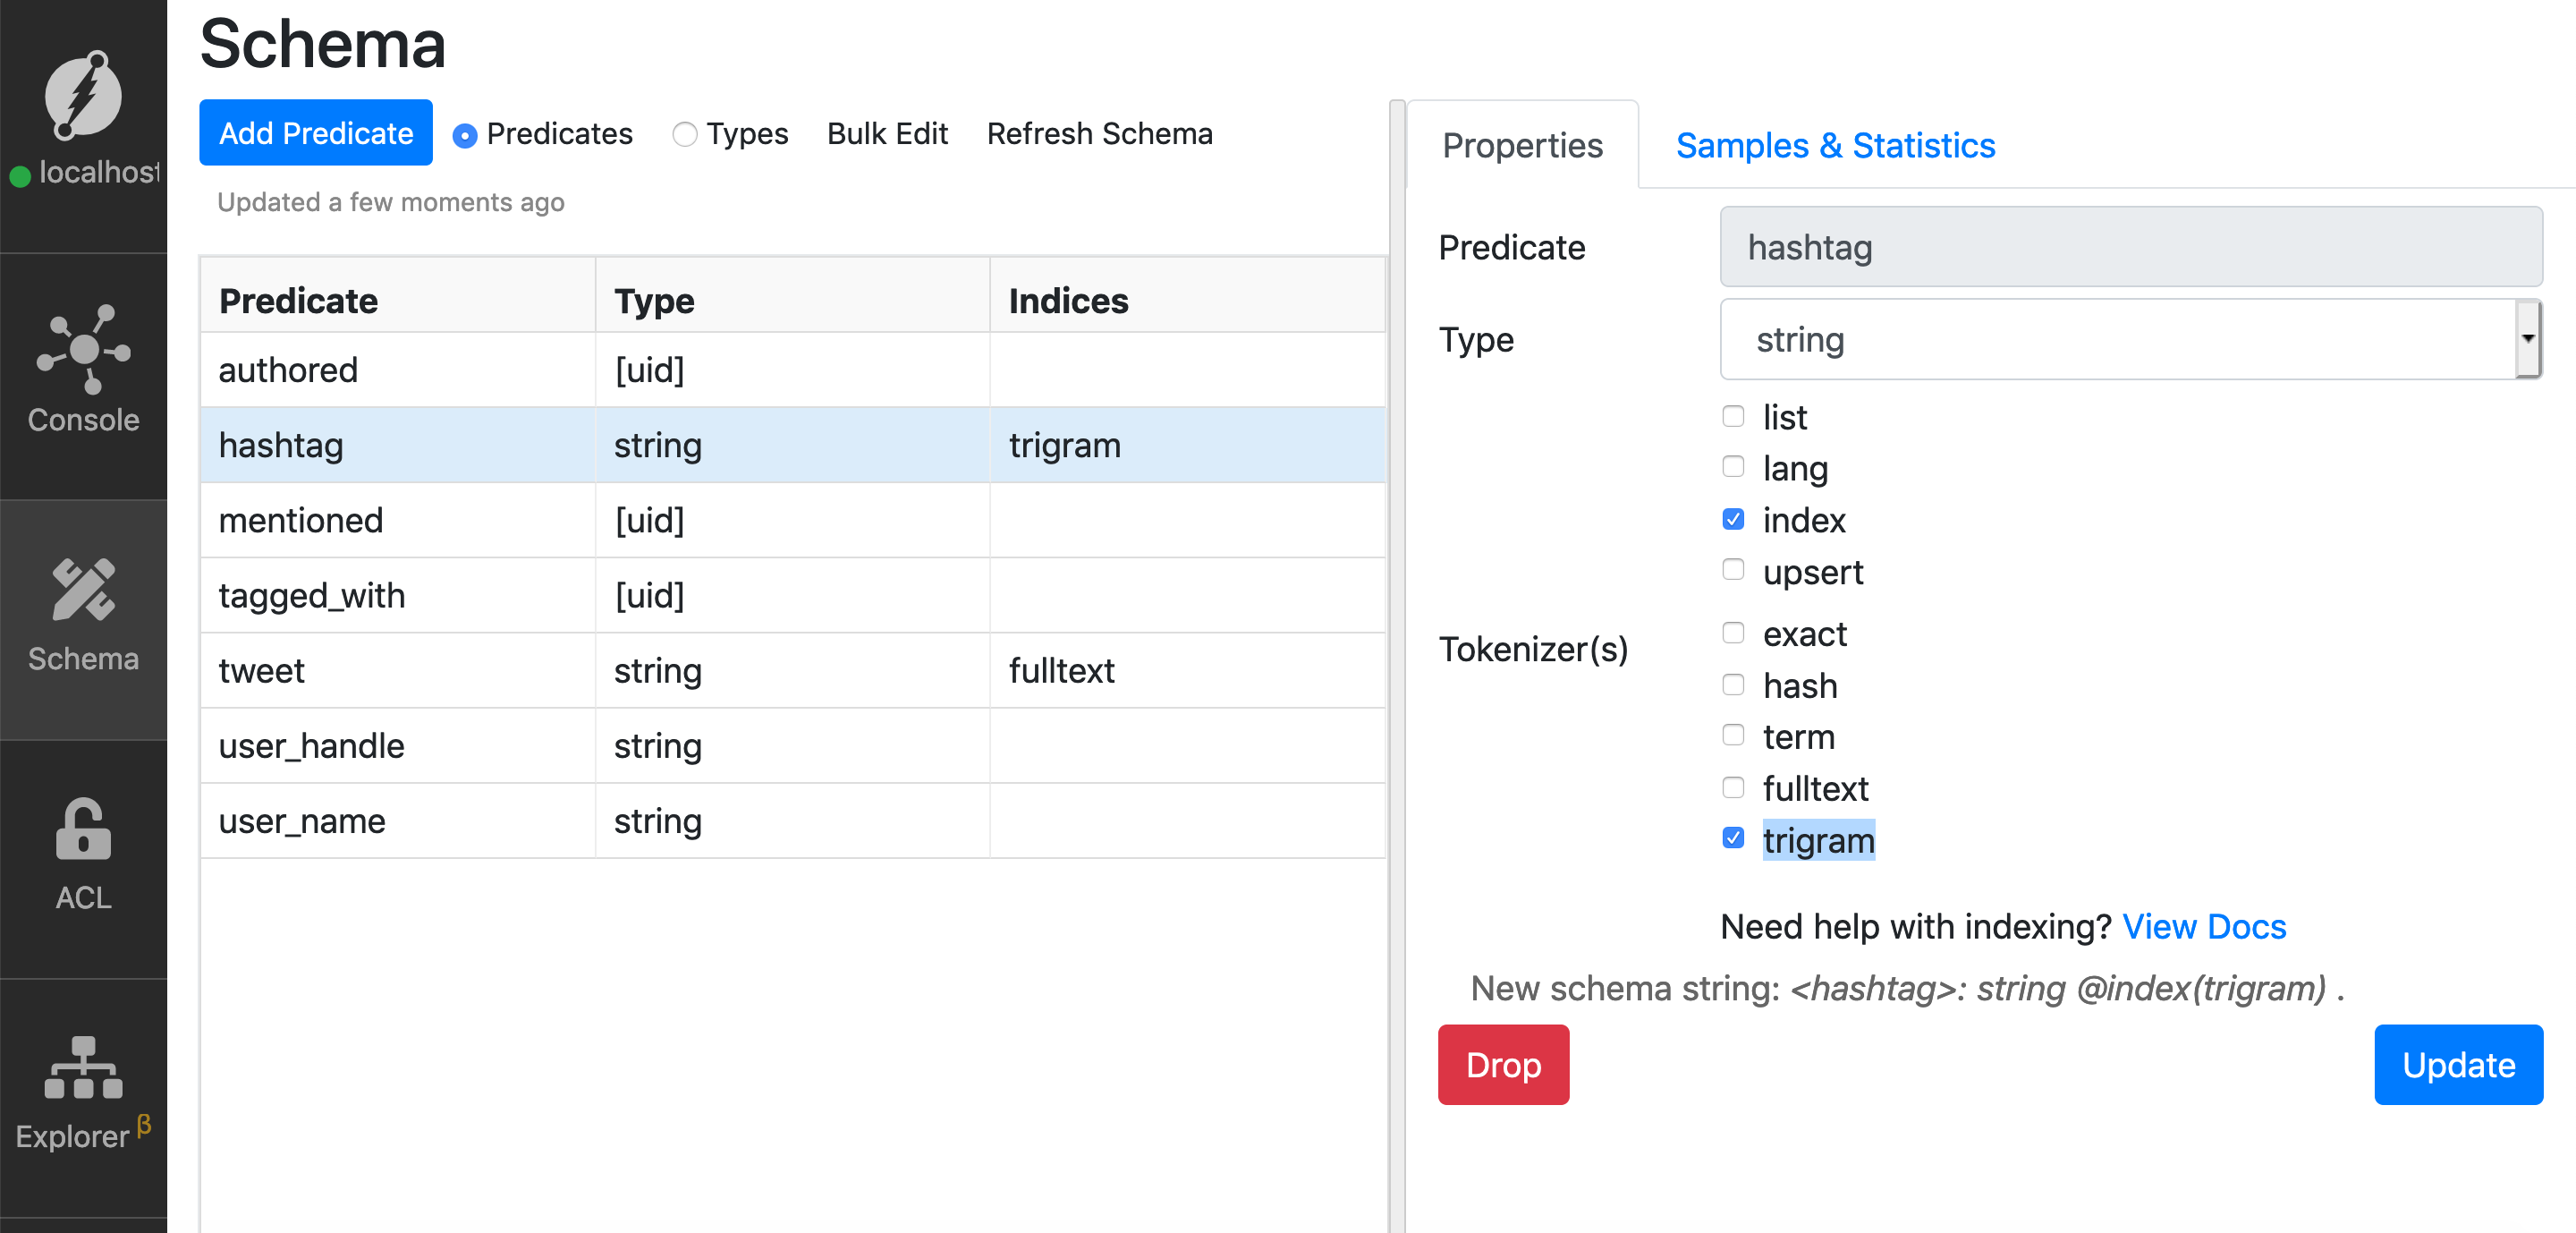 localhost
Console
Schema
ACL
Explorer β
Schema
Add Predicate Predicates Types Bulk Edit Refresh Schema
Updated a few moments ago
Predicate Type Indices
authored [uid]
hashtag string trigram
mentioned [uid]
tagged_with [uid]
tweet string fulltext
user_handle string
user_name string
Properties Samples & Statistics
Predicate hashtag
Type string
list
lang
index
upsert
Tokenizer(s)
exact
hash
term
fulltext
trigram
Need help with indexing? View Docs
New schema string: <hashtag>: string @index(trigram) .
Drop Update